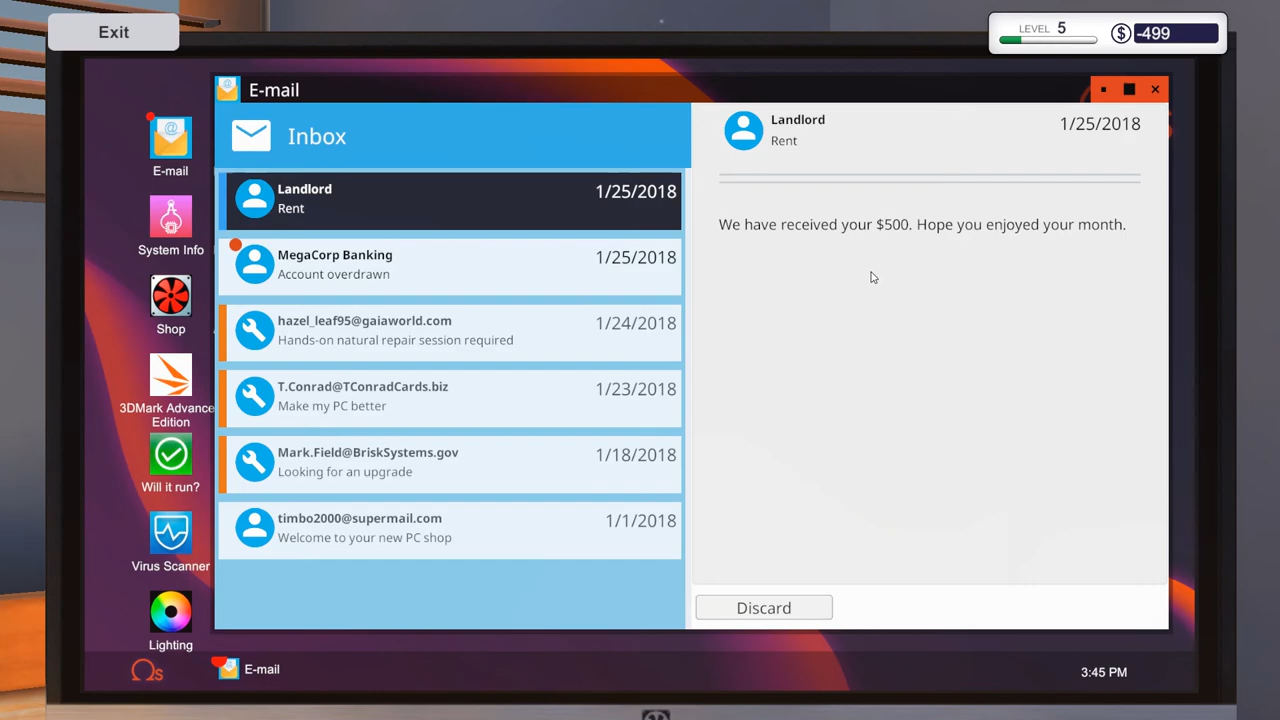 Exit
LEVEL 5
$ -499
E-mail
Inbox
Landlord
1/25/2018
Rent
MegaCorp Banking
1/25/2018
Account overdrawn
hazel_leaf95@gaiaworld.com
1/24/2018
Hands-on natural repair session required
T.Conrad@TConradCards.biz
1/23/2018
Make my PC better
Mark.Field@BriskSystems.gov
1/18/2018
Looking for an upgrade
timbo2000@supermail.com
1/1/2018
Welcome to your new PC shop
Landlord
1/25/2018
Rent
We have received your $500. Hope you enjoyed your month.
Discard
E-mail
System Info
Shop
3DMark Advance
Edition
Will it run?
Virus Scanner
Lighting
Ωs
E-mail
3:45 PM